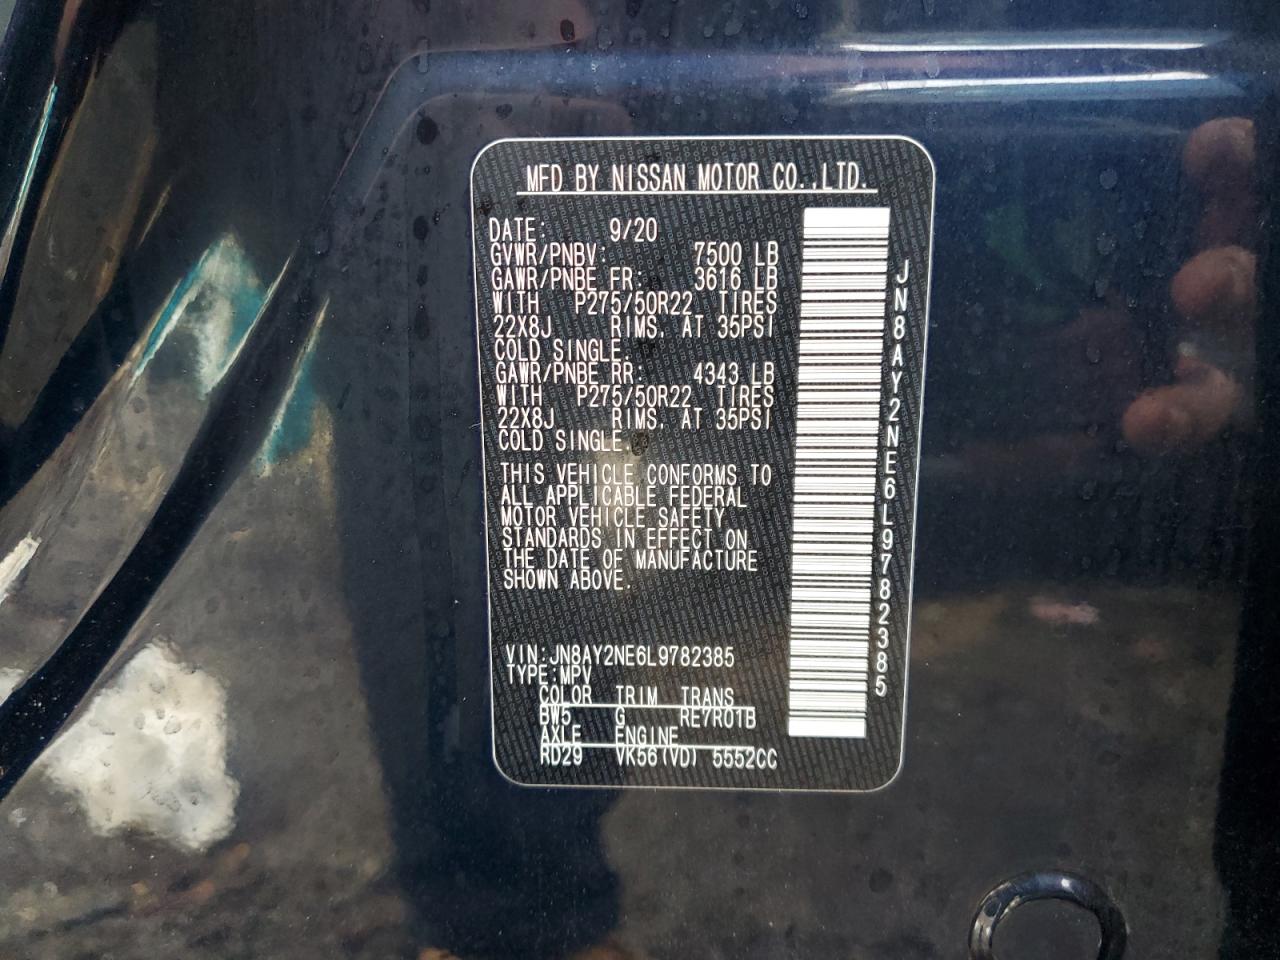 MFD BY NISSAN MOTOR CO.,LTD.
DATE: 9/20
GVWR/PNBV: 7500 LB
GAWR/PNBE FR: 3616 LB
WITH P275/50R22 TIRES
22X8J RIMS. AT 35PSI
COLD SINGLE.
GAWR/PNBE RR: 4343 LB
WITH P275/50R22 TIRES
22X8J RIMS. AT 35PSI
COLD SINGLE.
THIS VEHICLE CONFORMS TO
ALL APPLICABLE FEDERAL
MOTOR VEHICLE SAFETY
STANDARDS IN EFFECT ON
THE DATE OF MANUFACTURE
SHOWN ABOVE.
VIN:JN8AY2NE6L9782385
TYPE:MPV
COLOR TRIM TRANS
BW5 G RE7R01B
AXLE ENGINE
RD29 VK56(VD) 5552CC
JN8AY2NE6L9782385